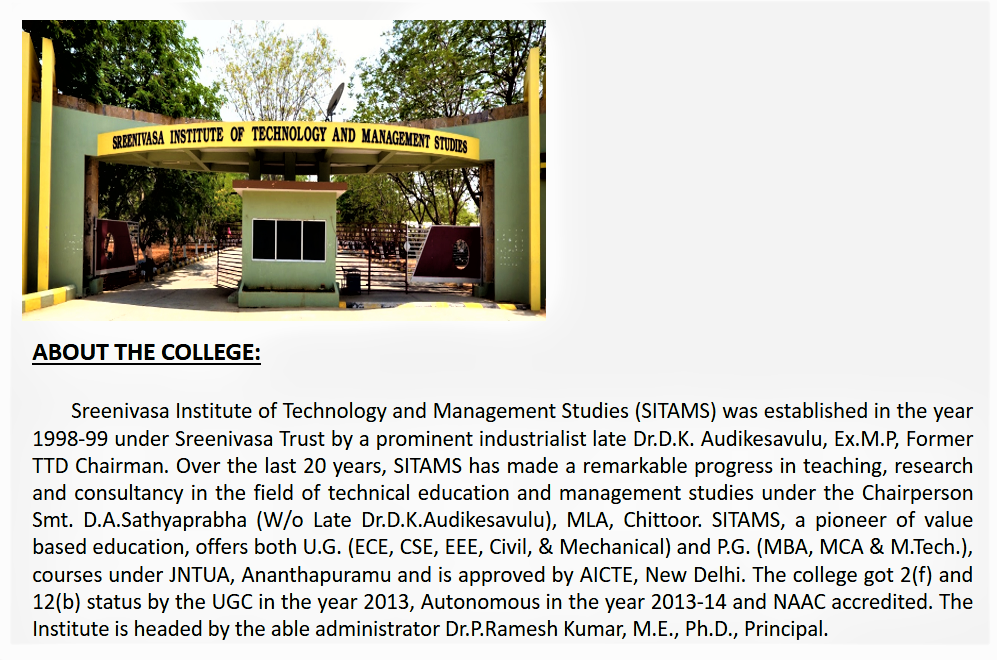 SREENIVASA INSTITUTE OF TECHNOLOGY AND MANAGEMENT STUDIES
ABOUT THE COLLEGE:
Sreenivasa Institute of Technology and Management Studies (SITAMS) was established in the year
1998-99 under Sreenivasa Trust by a prominent industrialist late Dr.D.K. Audikesavulu, Ex.M.P, Former
TTD Chairman. Over the last 20 years, SITAMS has made a remarkable progress in teaching, research
and consultancy in the field of technical education and management studies under the Chairperson
Smt. D.A.Sathyaprabha (W/o Late Dr.D.K.Audikesavulu), MLA, Chittoor. SITAMS, a pioneer of value
based education, offers both U.G. (ECE, CSE, EEE, Civil, & Mechanical) and P.G. (MBA, MCA & M.Tech.),
courses under JNTUA, Ananthapuramu and is approved by AICTE, New Delhi. The college got 2(f) and
12(b) status by the UGC in the year 2013, Autonomous in the year 2013-14 and NAAC accredited. The
Institute is headed by the able administrator Dr.P.Ramesh Kumar, M.E., Ph.D., Principal.